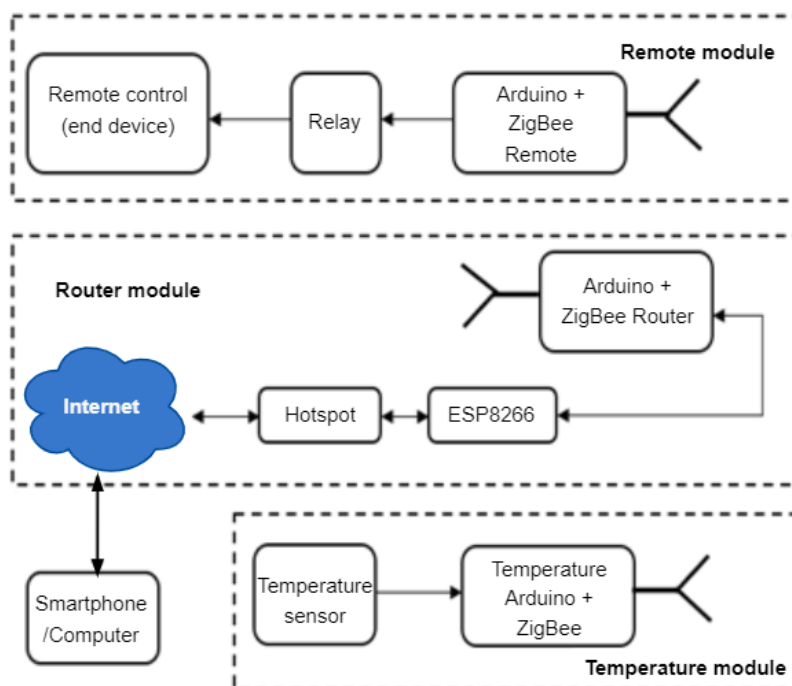 Remote module
Remote control
(end device)
Relay
Arduino +
ZigBee
Remote
Router module
Arduino +
ZigBee Router
Internet
Hotspot
ESP8266
Smartphone
/Computer
Temperature
sensor
Temperature
Arduino +
ZigBee
Temperature module